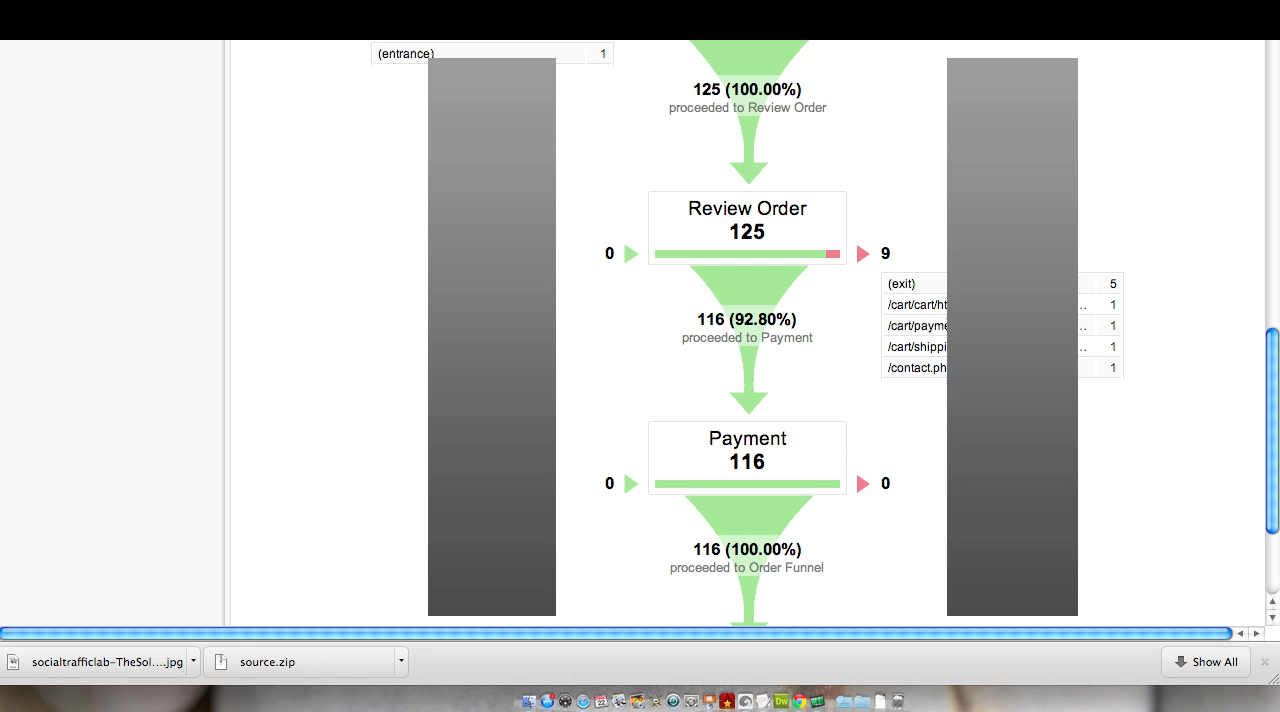 (entrance) 1
125 (100.00%)
proceeded to Review Order
Review Order
125
0
9
(exit) 5
/cart/cart/ht .. 1
/cart/payme .. 1
/cart/shippi .. 1
/contact.ph 1
116 (92.80%)
proceeded to Payment
Payment
116
0
0
116 (100.00%)
proceeded to Order Funnel
socialtrafficlab-TheSol....jpg
source.zip
Show All
Dw